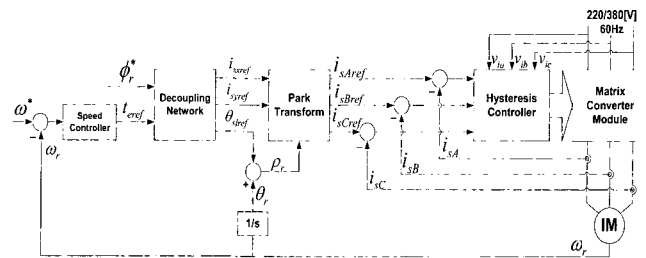 220/380[V]
60Hz
v_ia v_ib v_ic
ϕ_r*
i_sxref
i_syref
θ_slref
i_sAref
i_sBref
i_sCref
ω*
-
Speed
Controller
t_eref
Decoupling
Network
Park
Transform
-
-
-
Hysteresis
Controller
Matrix
Converter
Module
ω_r
+
+
ρ_r
θ_r
i_sC
i_sB
i_sA
1/s
IM
ω_r